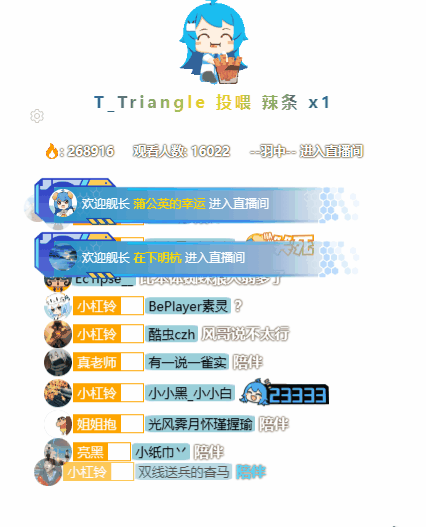 T_Triangle 投喂 辣条 x1
: 268916 观看人数: 16022 --羽中-- 进入直播间
欢迎舰长 蒲公英的幸运 进入直播间
欢迎舰长 在下明杭 进入直播间
Eclipse__
小杠铃 BePlayer素灵 ?
小杠铃 酷虫czh 风哥说不太行
真老师 有一说一雀实 陪伴
小杠铃 小小黑_小小白 23333
姐姐抱 光风霁月怀瑾握瑜 陪伴
亮黑 小纸巾丷 陪伴
小杠铃 双线送兵的杳马 陪伴